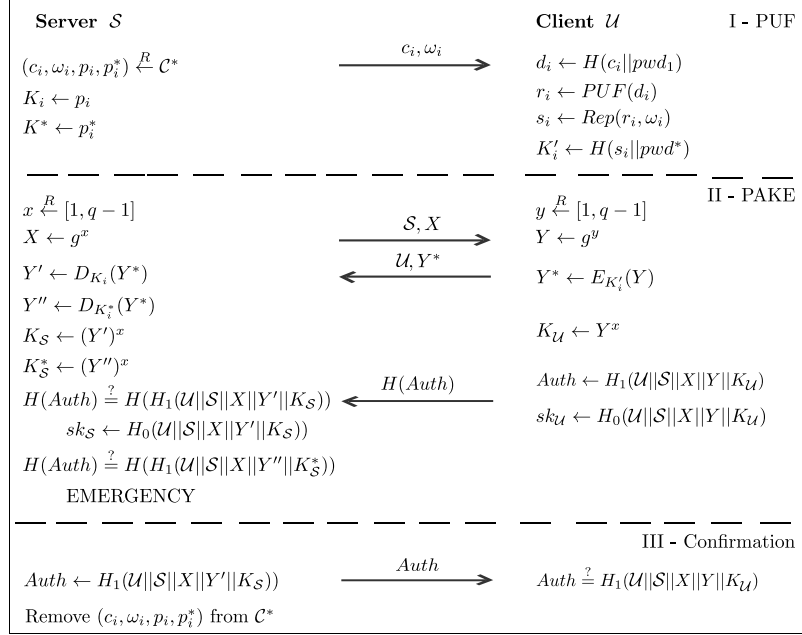 Server 𝒮 Client 𝒰 I - PUF
(c_i, ω_i, p_i, p_i^*) ←^R 𝒞^* c_i, ω_i d_i ← H(c_i||pwd_1)
K_i ← p_i r_i ← PUF(d_i)
K^* ← p_i^* s_i ← Rep(r_i, ω_i)
K_i' ← H(s_i||pwd^*)
II - PAKE
x ←^R [1, q − 1] y ←^R [1, q − 1]
X ← g^x 𝒮, X Y ← g^y
Y' ← D_{K_i}(Y^*) 𝒰, Y^* Y^* ← E_{K_i'}(Y)
Y'' ← D_{K_i^*}(Y^*)
K_𝒮 ← (Y')^x K_𝒰 ← Y^x
K_𝒮^* ← (Y'')^x
H(Auth) =^? H(H_1(𝒰||𝒮||X||Y'||K_𝒮)) H(Auth) Auth ← H_1(𝒰||𝒮||X||Y||K_𝒰)
sk_𝒮 ← H_0(𝒰||𝒮||X||Y'||K_𝒮)) sk_𝒰 ← H_0(𝒰||𝒮||X||Y||K_𝒰)
H(Auth) =^? H(H_1(𝒰||𝒮||X||Y''||K_𝒮^*))
EMERGENCY
III - Confirmation
Auth ← H_1(𝒰||𝒮||X||Y'||K_𝒮)) Auth Auth =^? H_1(𝒰||𝒮||X||Y||K_𝒰)
Remove (c_i, ω_i, p_i, p_i^*) from 𝒞^*